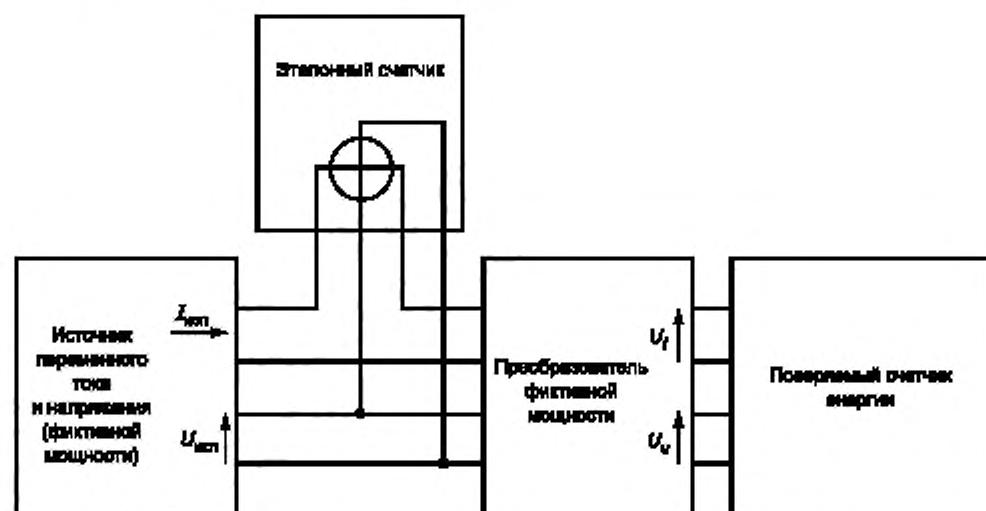 Эталонный счетчик
Источник
переменного
тока
и напряжения
(фиктивной
мощности)
Iисп
Uисп
Преобразователь
фиктивной
мощности
UI
UU
Поверяемый счетчик
энергии